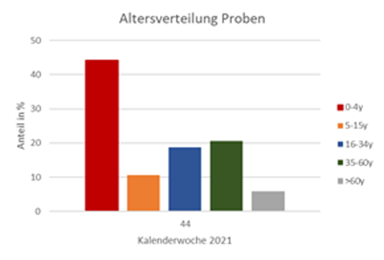 Altersverteilung Proben
50
40
30
20
10
0
Anteil in %
44
Kalenderwoche 2021
0-4y
5-15y
16-34y
35-60y
>60y